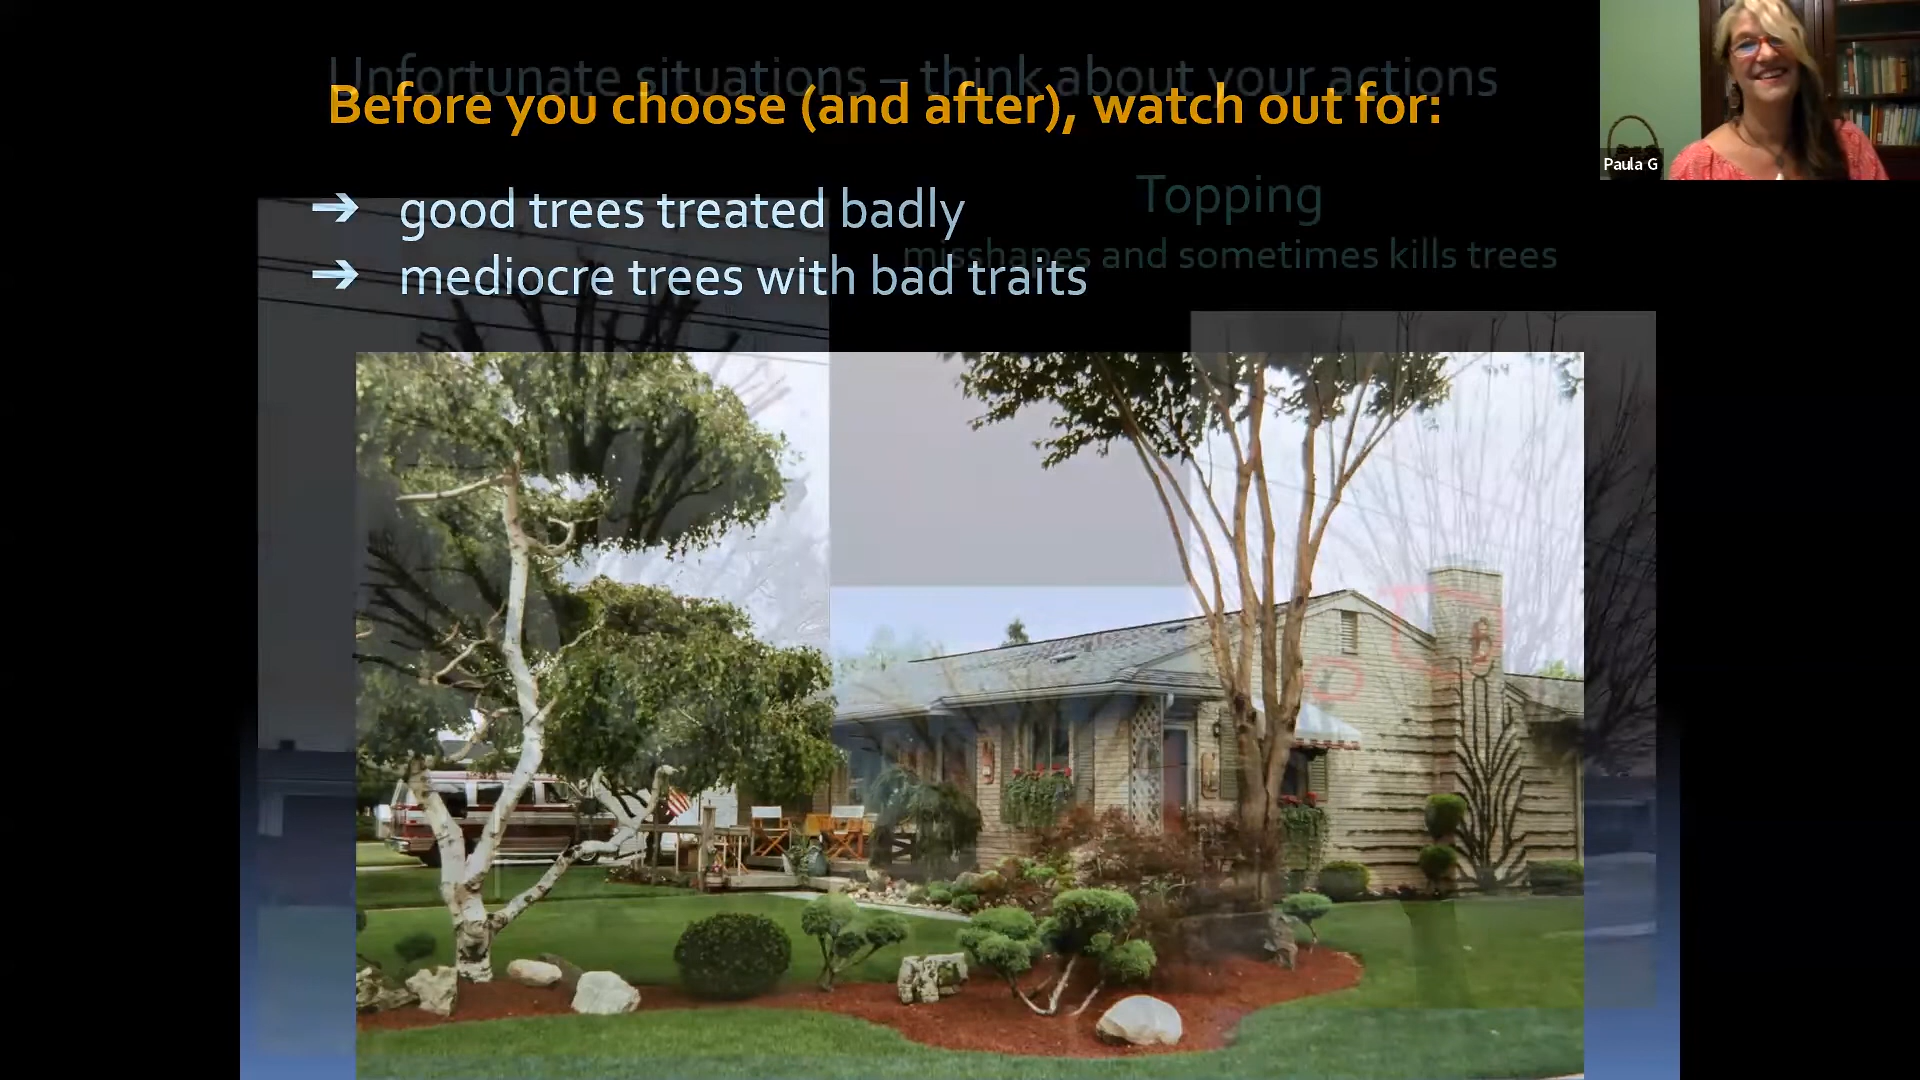 Unfortunate situations – think about your actions
Before you choose (and after), watch out for:
➔ good trees treated badly
➔ mediocre trees with bad traits
Topping
misshapes and sometimes kills trees
Paula G